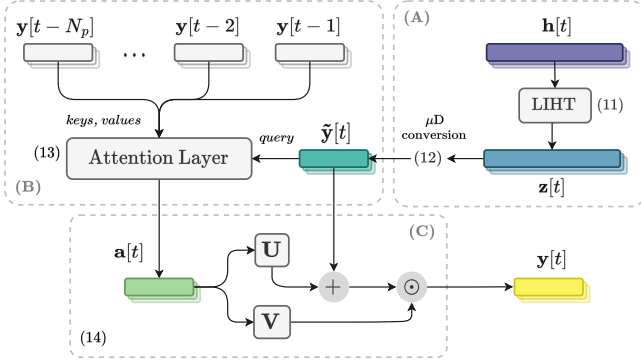 y[t − N_p] ... y[t − 2] y[t − 1]
(A)
h[t]
LIHT (11)
keys, values
(13)
Attention Layer
query
ỹ[t]
μD
conversion
(12)
z[t]
(B)
(C)
a[t]
U
+
⊙
y[t]
V
(14)